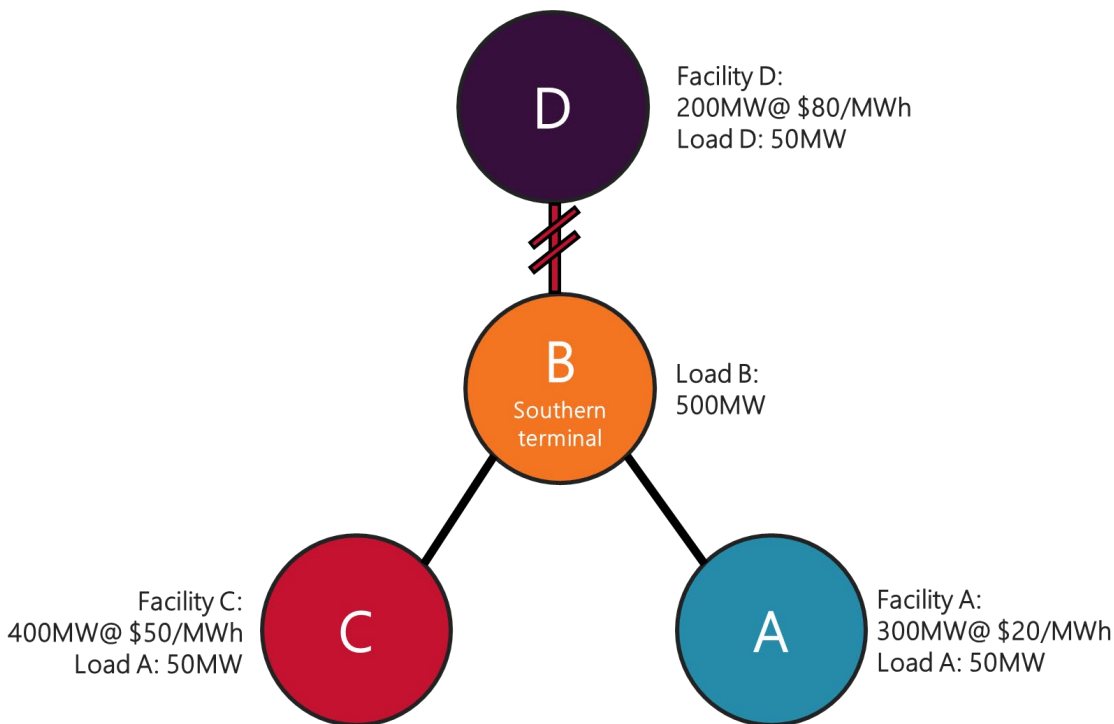 D
Facility D:
200MW@ $80/MWh
Load D: 50MW
B
Southern
terminal
Load B:
500MW
Facility C:
400MW@ $50/MWh
Load A: 50MW
C
A
Facility A:
300MW@ $20/MWh
Load A: 50MW